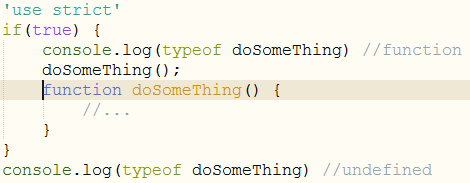 'use strict'
if(true) {
    console.log(typeof doSomeThing) //function
    doSomeThing();
    function doSomeThing() {
        //...
    }
}
console.log(typeof doSomeThing) //undefined